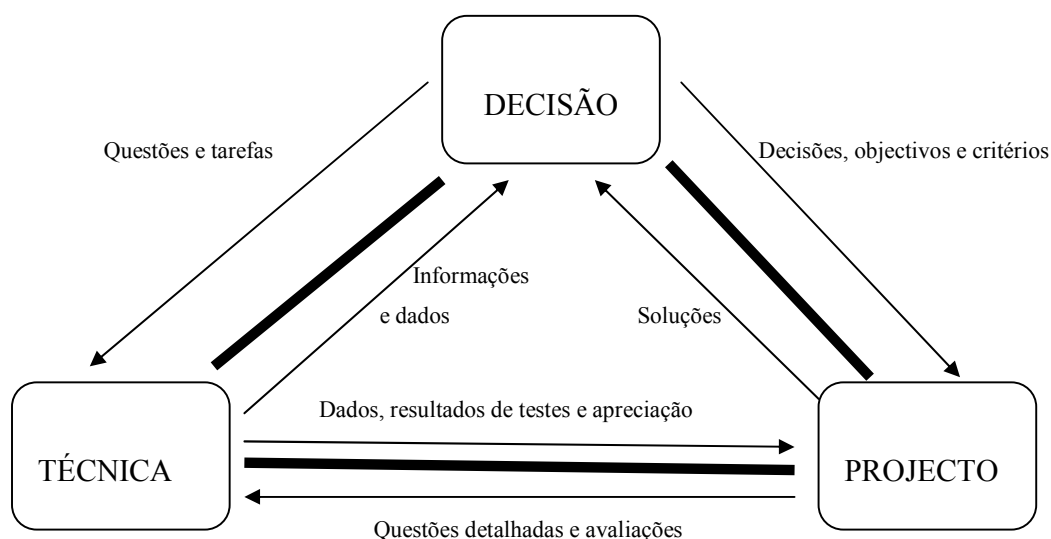 DECISÃO
Questões e tarefas
Decisões, objectivos e critérios
Informações
e dados
Soluções
Dados, resultados de testes e apreciação
TÉCNICA
PROJECTO
Questões detalhadas e avaliações